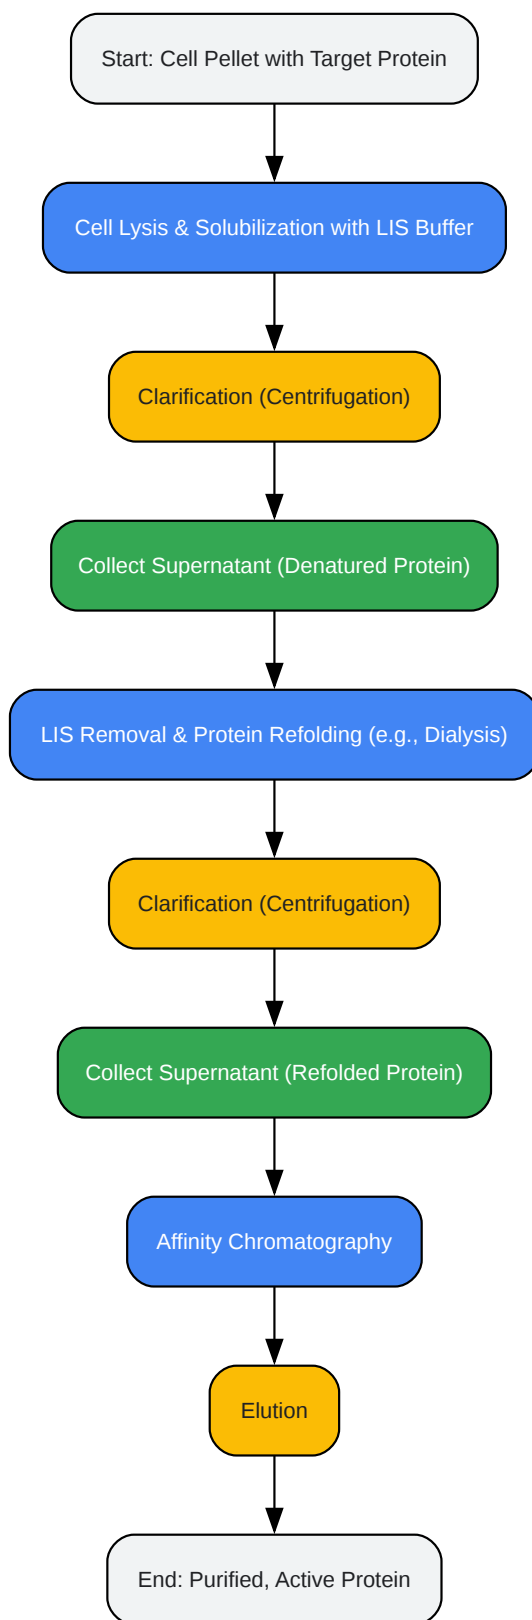 Start: Cell Pellet with Target Protein
Cell Lysis & Solubilization with LIS Buffer
Clarification (Centrifugation)
Collect Supernatant (Denatured Protein)
LIS Removal & Protein Refolding (e.g., Dialysis)
Clarification (Centrifugation)
Collect Supernatant (Refolded Protein)
Affinity Chromatography
Elution
End: Purified, Active Protein